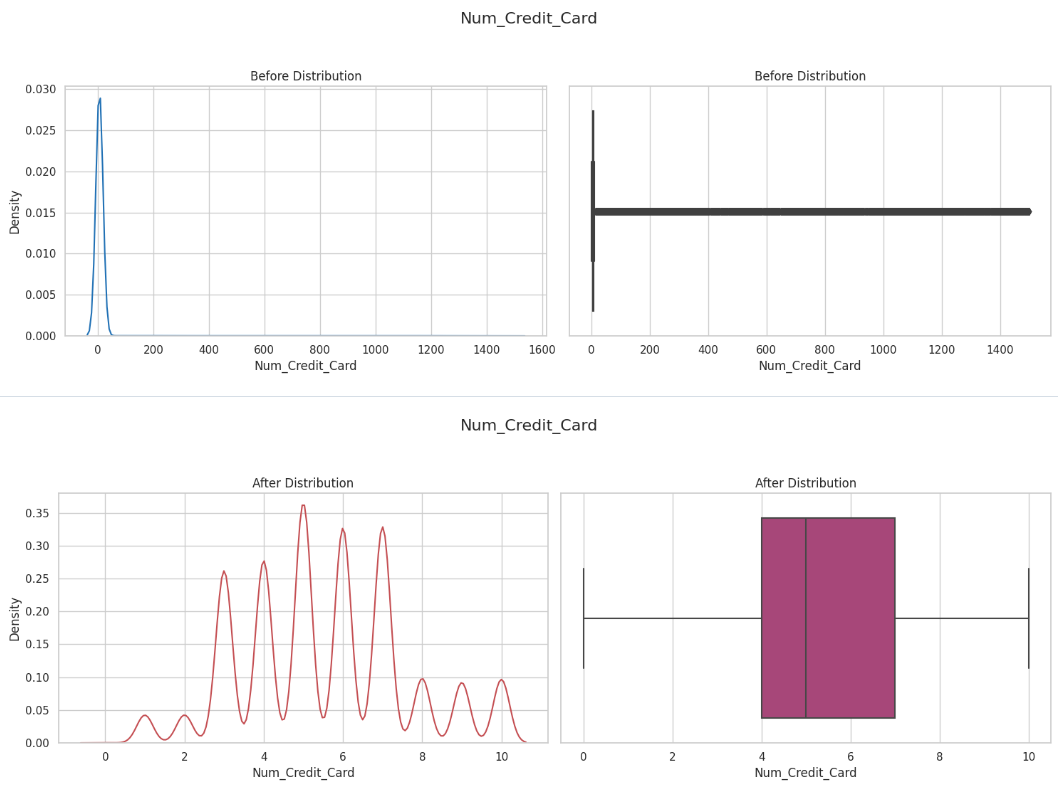 Num_Credit_Card
Before Distribution
0.030
0.025
0.020
0.015
0.010
0.005
0.000
Density
0 200 400 600 800 1000 1200 1400 1600
Num_Credit_Card
Before Distribution
0 200 400 600 800 1000 1200 1400
Num_Credit_Card
Num_Credit_Card
After Distribution
0.35
0.30
0.25
0.20
0.15
0.10
0.05
0.00
Density
0 2 4 6 8 10
Num_Credit_Card
After Distribution
0 2 4 6 8 10
Num_Credit_Card